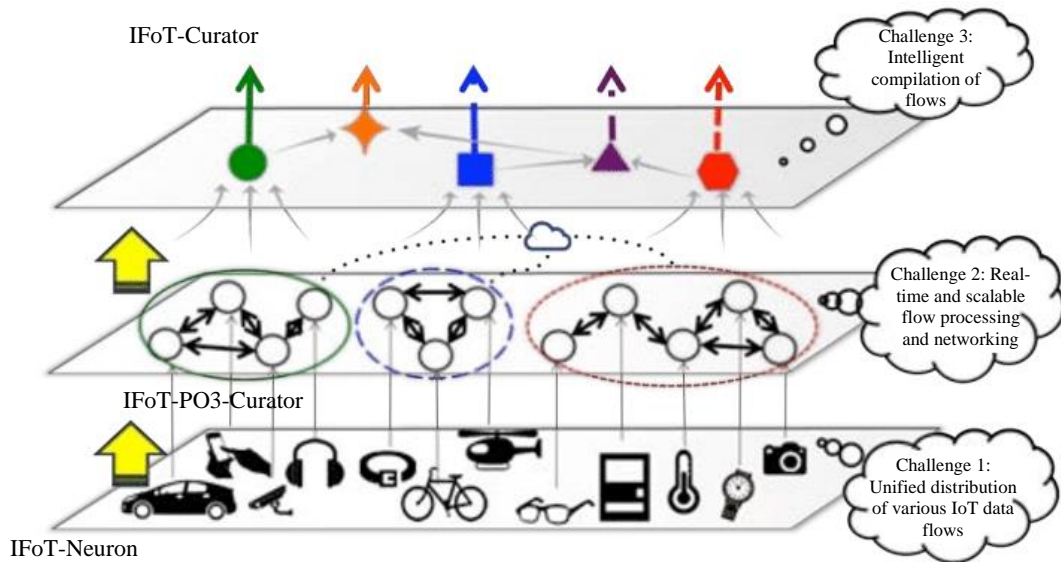 IFoT-Curator
Challenge 3:
Intelligent
compilation of
flows
Challenge 2: Real-
time and scalable
flow processing
and networking
IFoT-PO3-Curator
Challenge 1:
Unified distribution
of various IoT data
flows
IFoT-Neuron